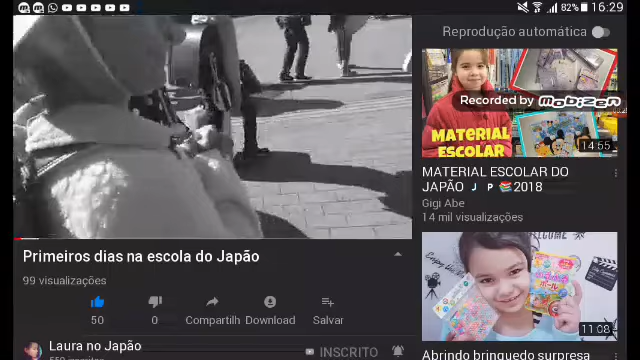 82% 16:29
Reprodução automática
Recorded by MobiZen
MATERIAL
ESCOLAR
14:55
MATERIAL ESCOLAR DO
JAPÃO J P 📚2018
Gigi Abe
14 mil visualizações
Primeiros dias na escola do Japão
99 visualizações
50
0
Compartilh
Download
Salvar
Laura no Japão
INSCRITO
11:08
Abrindo brinquedo surpresa